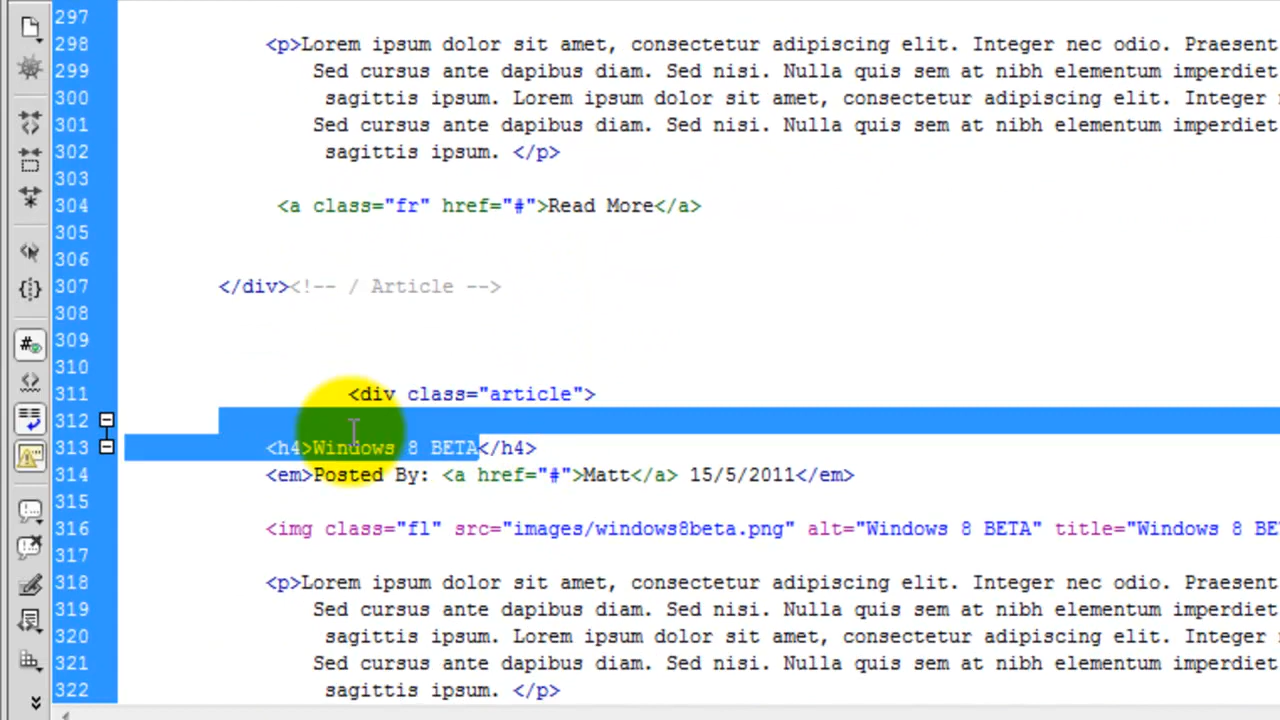 297
298 <p>Lorem ipsum dolor sit amet, consectetur adipiscing elit. Integer nec odio. Praesent
299 Sed cursus ante dapibus diam. Sed nisi. Nulla quis sem at nibh elementum imperdiet
300 sagittis ipsum. Lorem ipsum dolor sit amet, consectetur adipiscing elit. Integer
301 Sed cursus ante dapibus diam. Sed nisi. Nulla quis sem at nibh elementum imperdiet
302 sagittis ipsum. </p>
303
304 <a class="fr" href="#">Read More</a>
305
306
307 </div><!-- / Article -->
308
309
310
311 <div class="article">
312
313 <h4>Windows 8 BETA</h4>
314 <em>Posted By: <a href="#">Matt</a> 15/5/2011</em>
315
316 <img class="fl" src="images/windows8beta.png" alt="Windows 8 BETA" title="Windows 8 BE
317
318 <p>Lorem ipsum dolor sit amet, consectetur adipiscing elit. Integer nec odio. Praesent
319 Sed cursus ante dapibus diam. Sed nisi. Nulla quis sem at nibh elementum imperdiet
320 sagittis ipsum. Lorem ipsum dolor sit amet, consectetur adipiscing elit. Integer
321 Sed cursus ante dapibus diam. Sed nisi. Nulla quis sem at nibh elementum imperdiet
322 sagittis ipsum. </p>